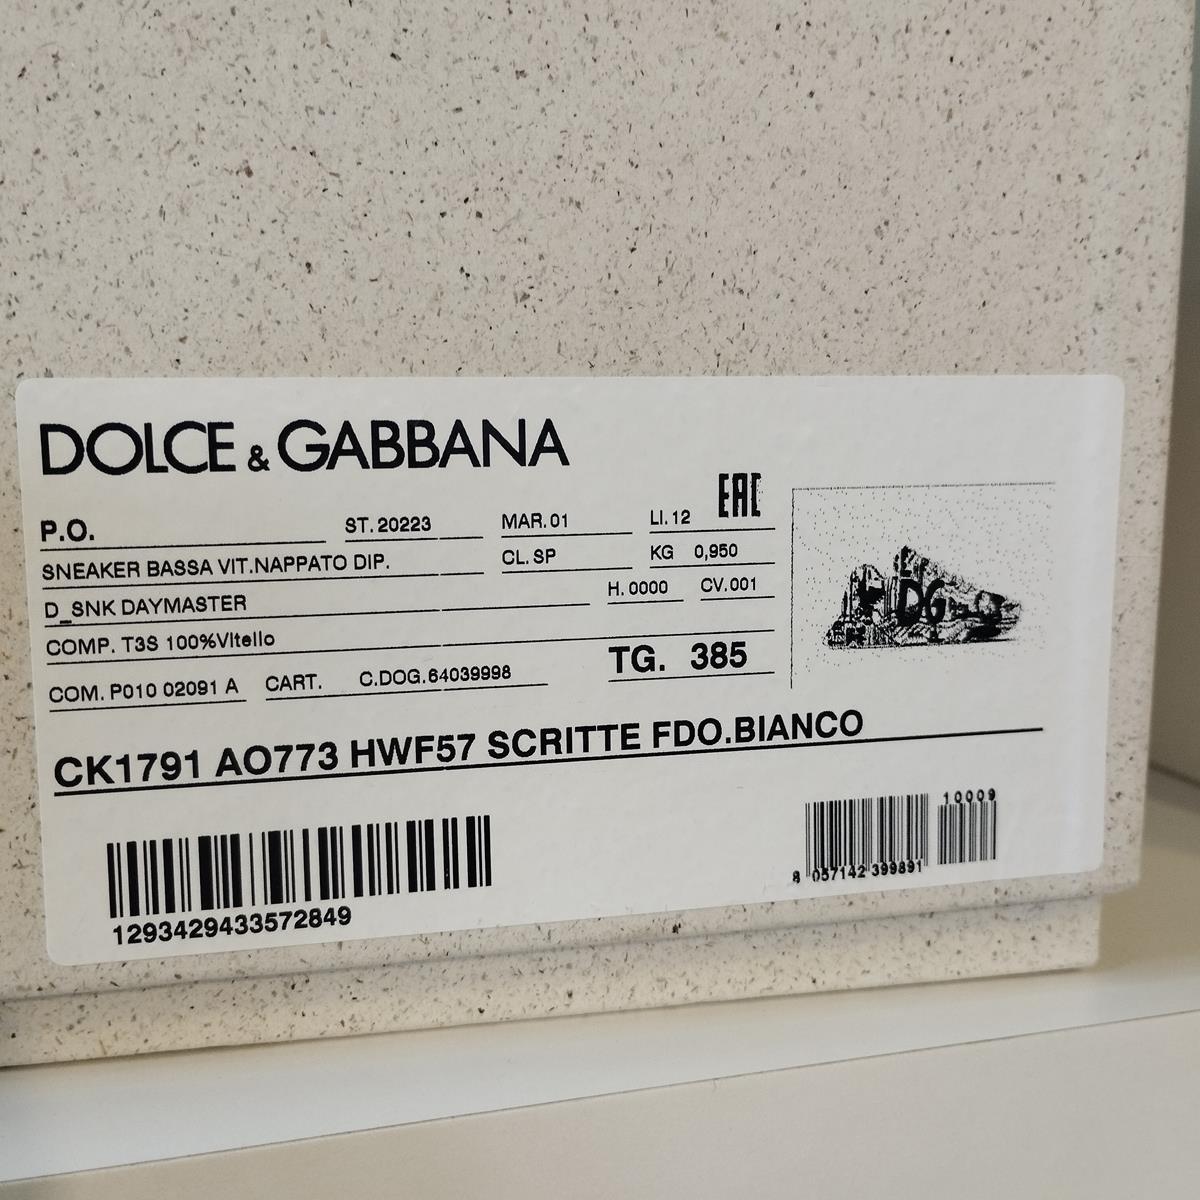 DOLCE & GABBANA
P.O. ST. 20223 MAR. 01 LI. 12 EAC
SNEAKER BASSA VIT.NAPPATO DIP. CL. SP KG 0,950
D_SNK DAYMASTER H. 0000 CV. 001
COMP. T3S 100%Vitello
COM. P010 02091 A CART. C.DOG.64039998 TG. 385
DG
CK1791 AO773 HWF57 SCRITTE FDO.BIANCO
10009
8 057142 399891
1293429433572849